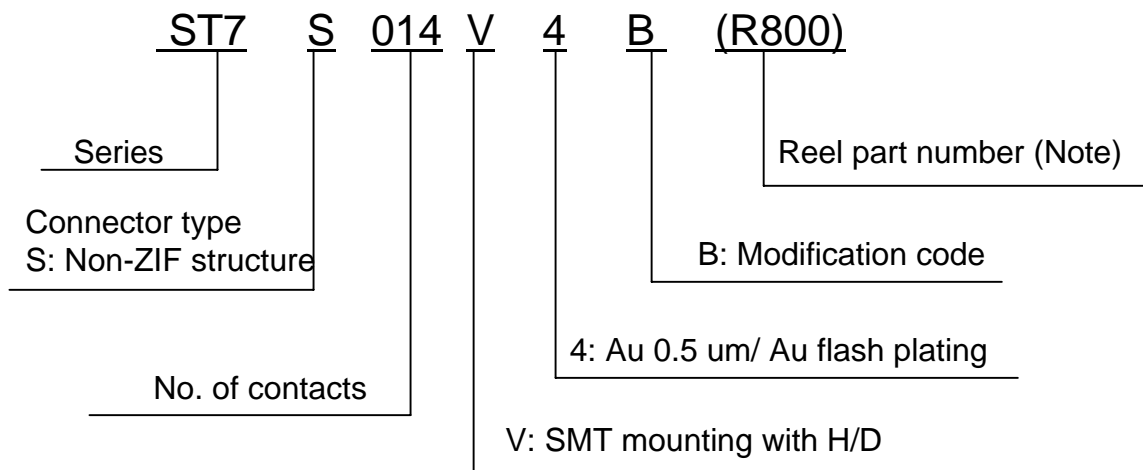 ST7 S 014 V 4 B (R800)
Series
Reel part number (Note)
Connector type
S: Non-ZIF structure
B: Modification code
4: Au 0.5 um/ Au flash plating
No. of contacts
V: SMT mounting with H/D